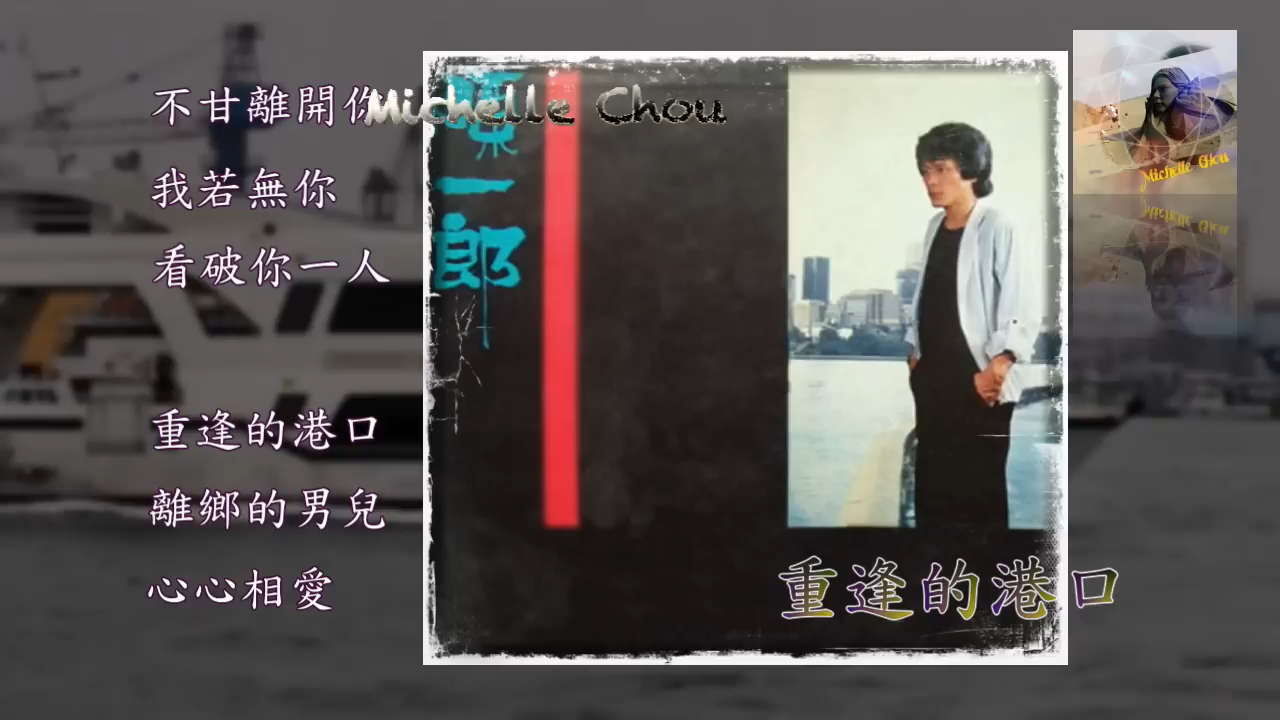 不甘離開你
我若無你
看破你一人
重逢的港口
離鄉的男兒
心心相愛
Michelle Chou
一郎
重逢的港口
Michelle Chou